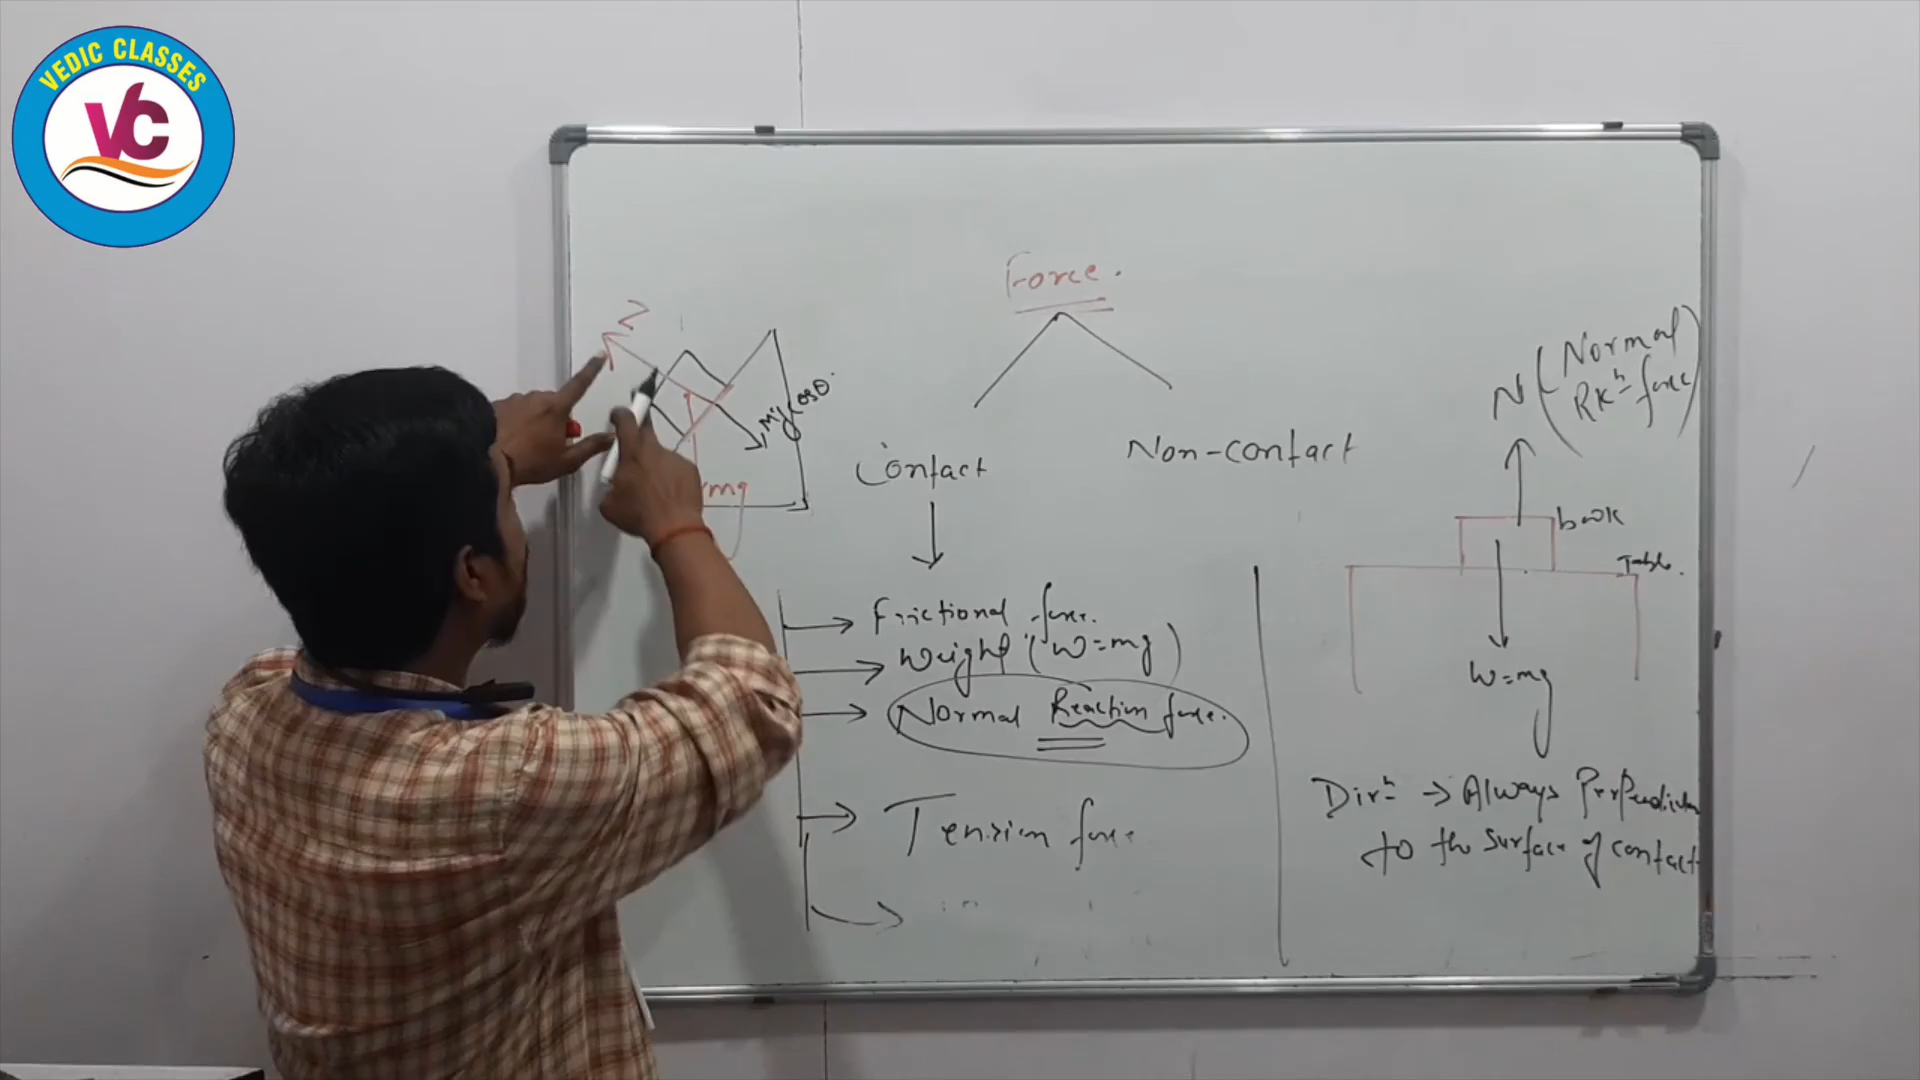 VEDIC CLASSES
VC
Force.
Contact
Non-contact
N
mg cosθ
mg
Frictional force.
Weight (W=mg)
Normal Reaction force.
Tension force
N (Normal
Rxⁿ force)
book
Table.
W=mg
Dirⁿ → Always Perpendicular
to the surface of contact